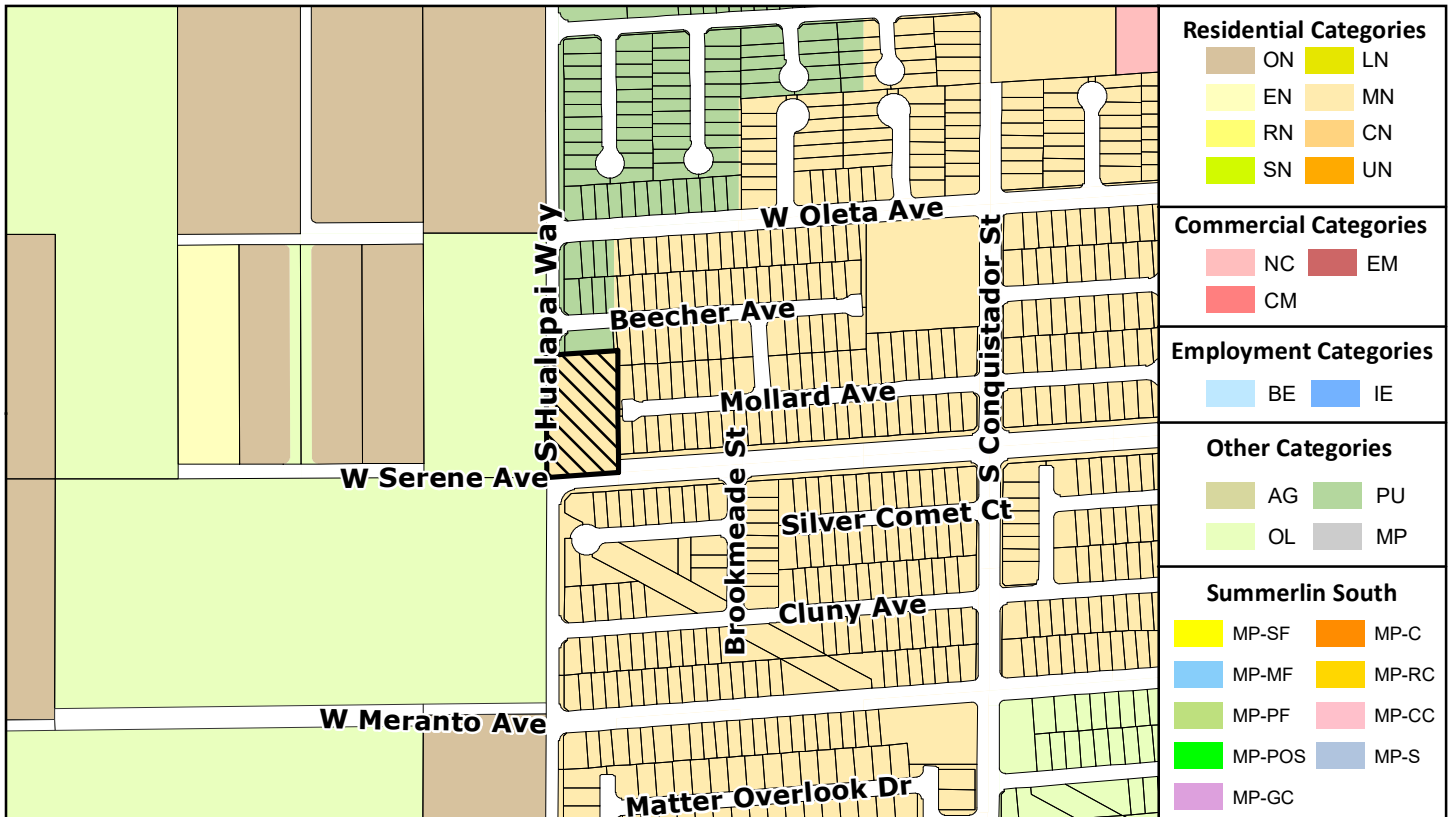 W Oleta Ave
S Hualapai Way
S Conquistador St
Beecher Ave
Mollard Ave
W Serene Ave
Brookmeade St
Silver Comet Ct
Cluny Ave
W Meranto Ave
Matter Overlook Dr
Residential Categories
ON LN
EN MN
RN CN
SN UN
Commercial Categories
NC EM
CM
Employment Categories
BE IE
Other Categories
AG PU
OL MP
Summerlin South
MP-SF MP-C
MP-MF MP-RC
MP-PF MP-CC
MP-POS MP-S
MP-GC